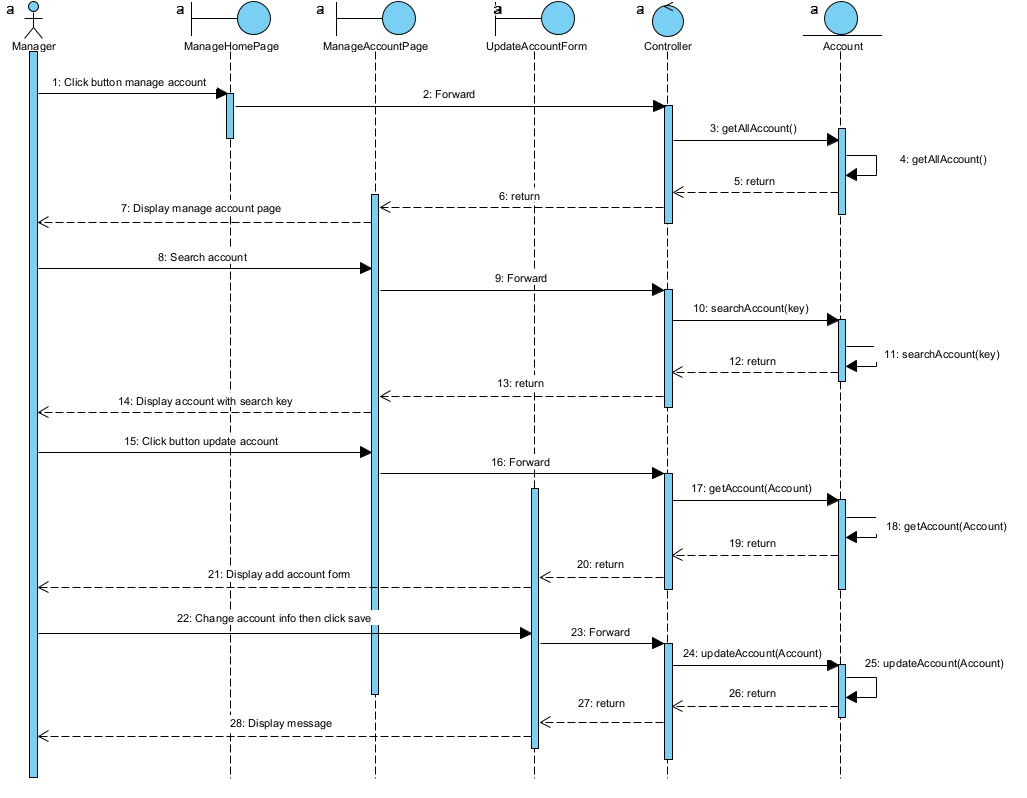 a a a a a a
Manager ManageHomePage ManageAccountPage UpdateAccountForm Controller Account
1: Click button manage account
2: Forward
3: getAllAccount()
4: getAllAccount()
5: return
6: return
7: Display manage account page
8: Search account
9: Forward
10: searchAccount(key)
11: searchAccount(key)
12: return
13: return
14: Display account with search key
15: Click button update account
16: Forward
17: getAccount(Account)
18: getAccount(Account)
19: return
20: return
21: Display add account form
22: Change account info then click save
23: Forward
24: updateAccount(Account)
25: updateAccount(Account)
26: return
27: return
28: Display message